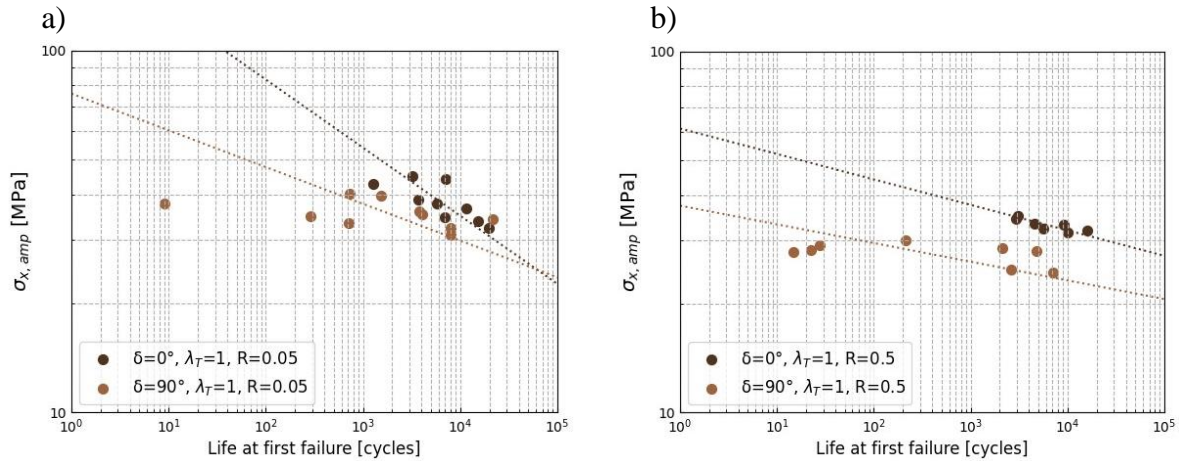 a)
100
σx, amp [MPa]
10
δ=0°, λT=1, R=0.05
δ=90°, λT=1, R=0.05
10⁰ 10¹ 10² 10³ 10⁴ 10⁵
Life at first failure [cycles]
b)
100
σx, amp [MPa]
10
δ=0°, λT=1, R=0.5
δ=90°, λT=1, R=0.5
10⁰ 10¹ 10² 10³ 10⁴ 10⁵
Life at first failure [cycles]